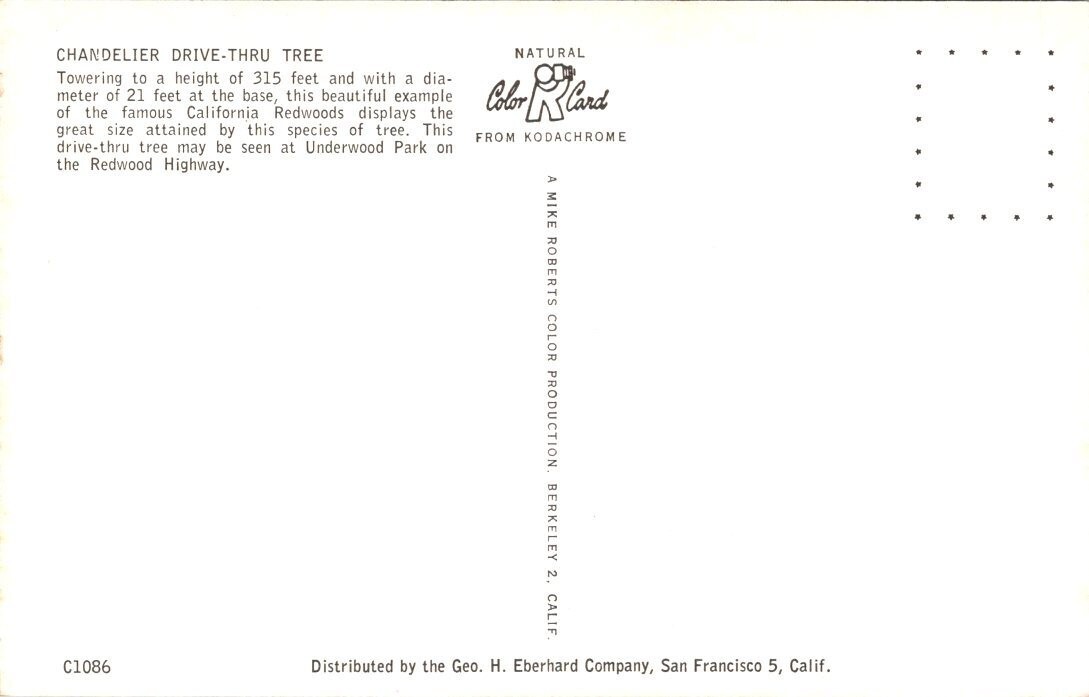 CHANDELIER DRIVE-THRU TREE
Towering to a height of 315 feet and with a dia-
meter of 21 feet at the base, this beautiful example
of the famous California Redwoods displays the
great size attained by this species of tree. This
drive-thru tree may be seen at Underwood Park on
the Redwood Highway.
NATURAL
Color Card
FROM KODACHROME
A MIKE ROBERTS COLOR PRODUCTION, BERKELEY 2, CALIF.
C1086
Distributed by the Geo. H. Eberhard Company, San Francisco 5, Calif.